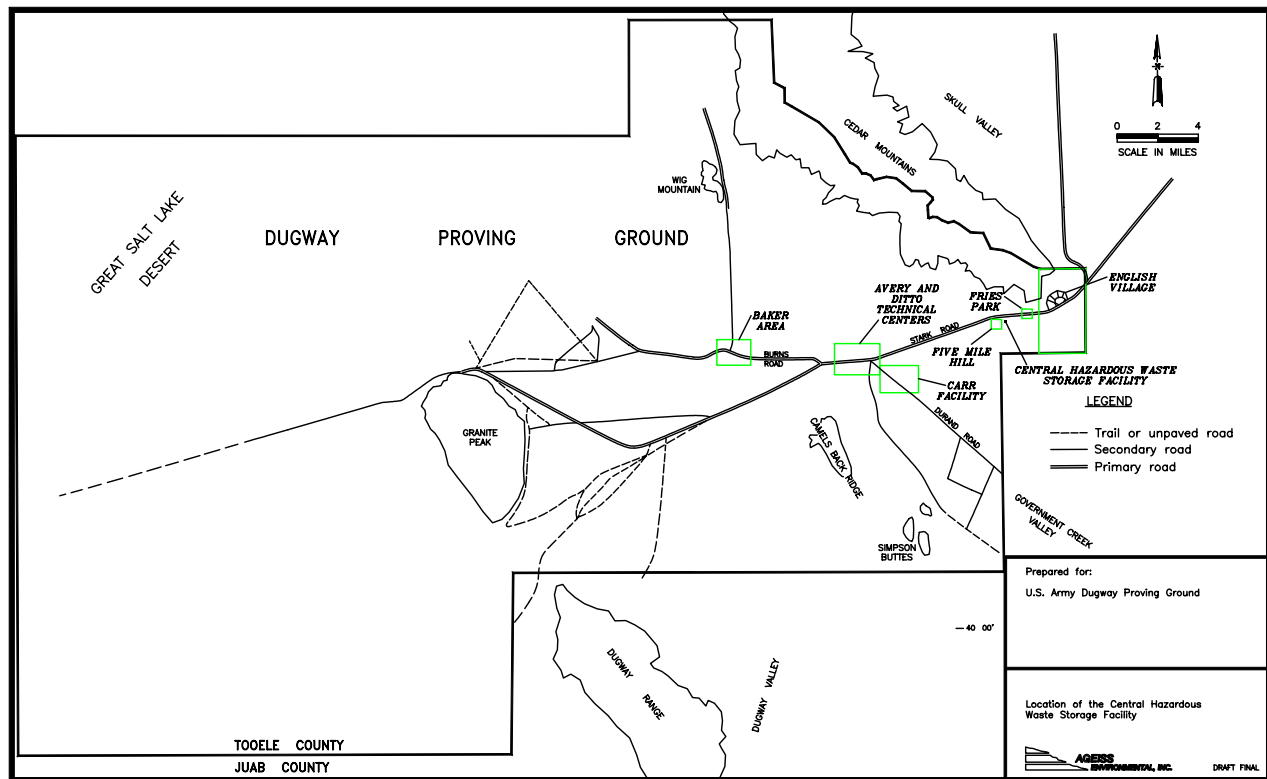 SKULL VALLEY
CEDAR MOUNTAINS
0 2 4
SCALE IN MILES
WIG
MOUNTAIN
GREAT SALT LAKE
DESERT
DUGWAY PROVING GROUND
ENGLISH
VILLAGE
AVERY AND
DITTO
TECHNICAL
CENTERS
FRIES
PARK
BAKER
AREA
STARK ROAD
BURNS
ROAD
FIVE MILE
HILL
CENTRAL HAZARDOUS WASTE
STORAGE FACILITY
CARR
FACILITY
DURAND ROAD
LEGEND
Trail or unpaved road
Secondary road
Primary road
GRANITE
PEAK
CAMELS BACK RIDGE
GOVERNMENT CREEK
VALLEY
SIMPSON
BUTTES
Prepared for:
U.S. Army Dugway Proving Ground
40 00'
DUGWAY
RANGE
DUGWAY VALLEY
Location of the Central Hazardous
Waste Storage Facility
TOOELE COUNTY
JUAB COUNTY
AGEISS
ENVIRONMENTAL, INC.
DRAFT FINAL